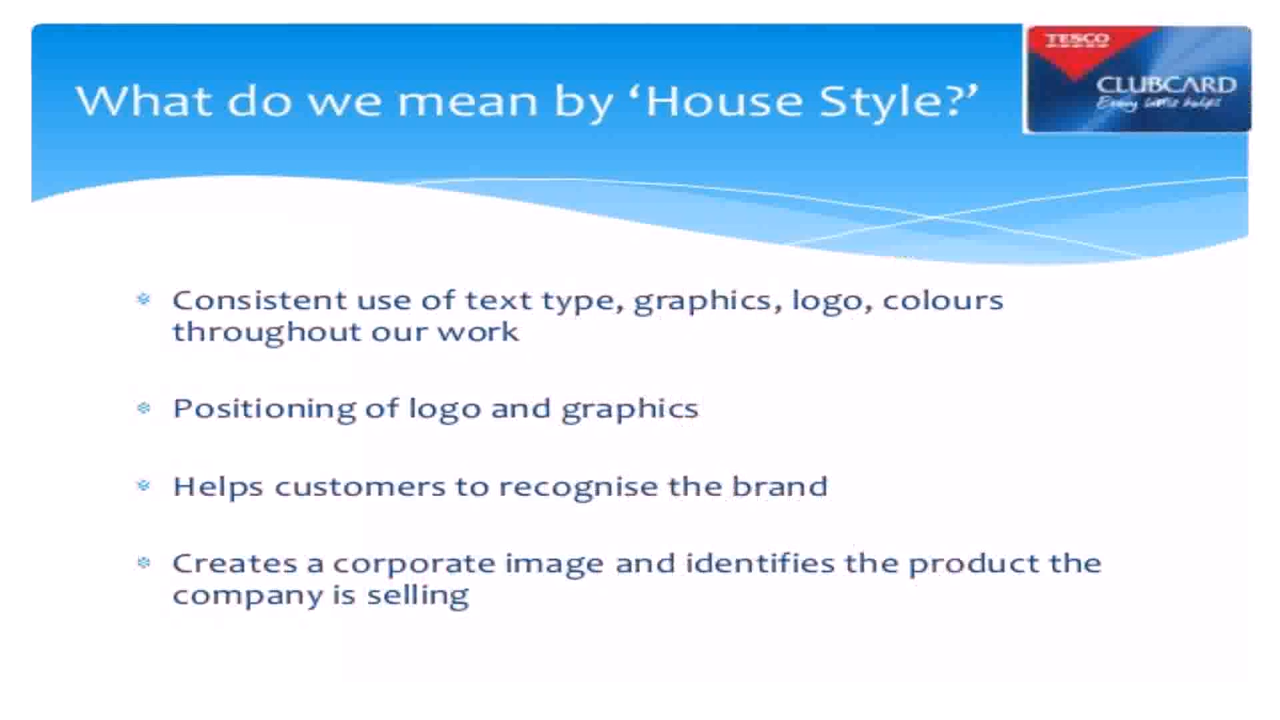 What do we mean by ‘House Style?’
TESCO
CLUBCARD
Every little helps
Consistent use of text type, graphics, logo, colours
throughout our work
Positioning of logo and graphics
Helps customers to recognise the brand
Creates a corporate image and identifies the product the
company is selling